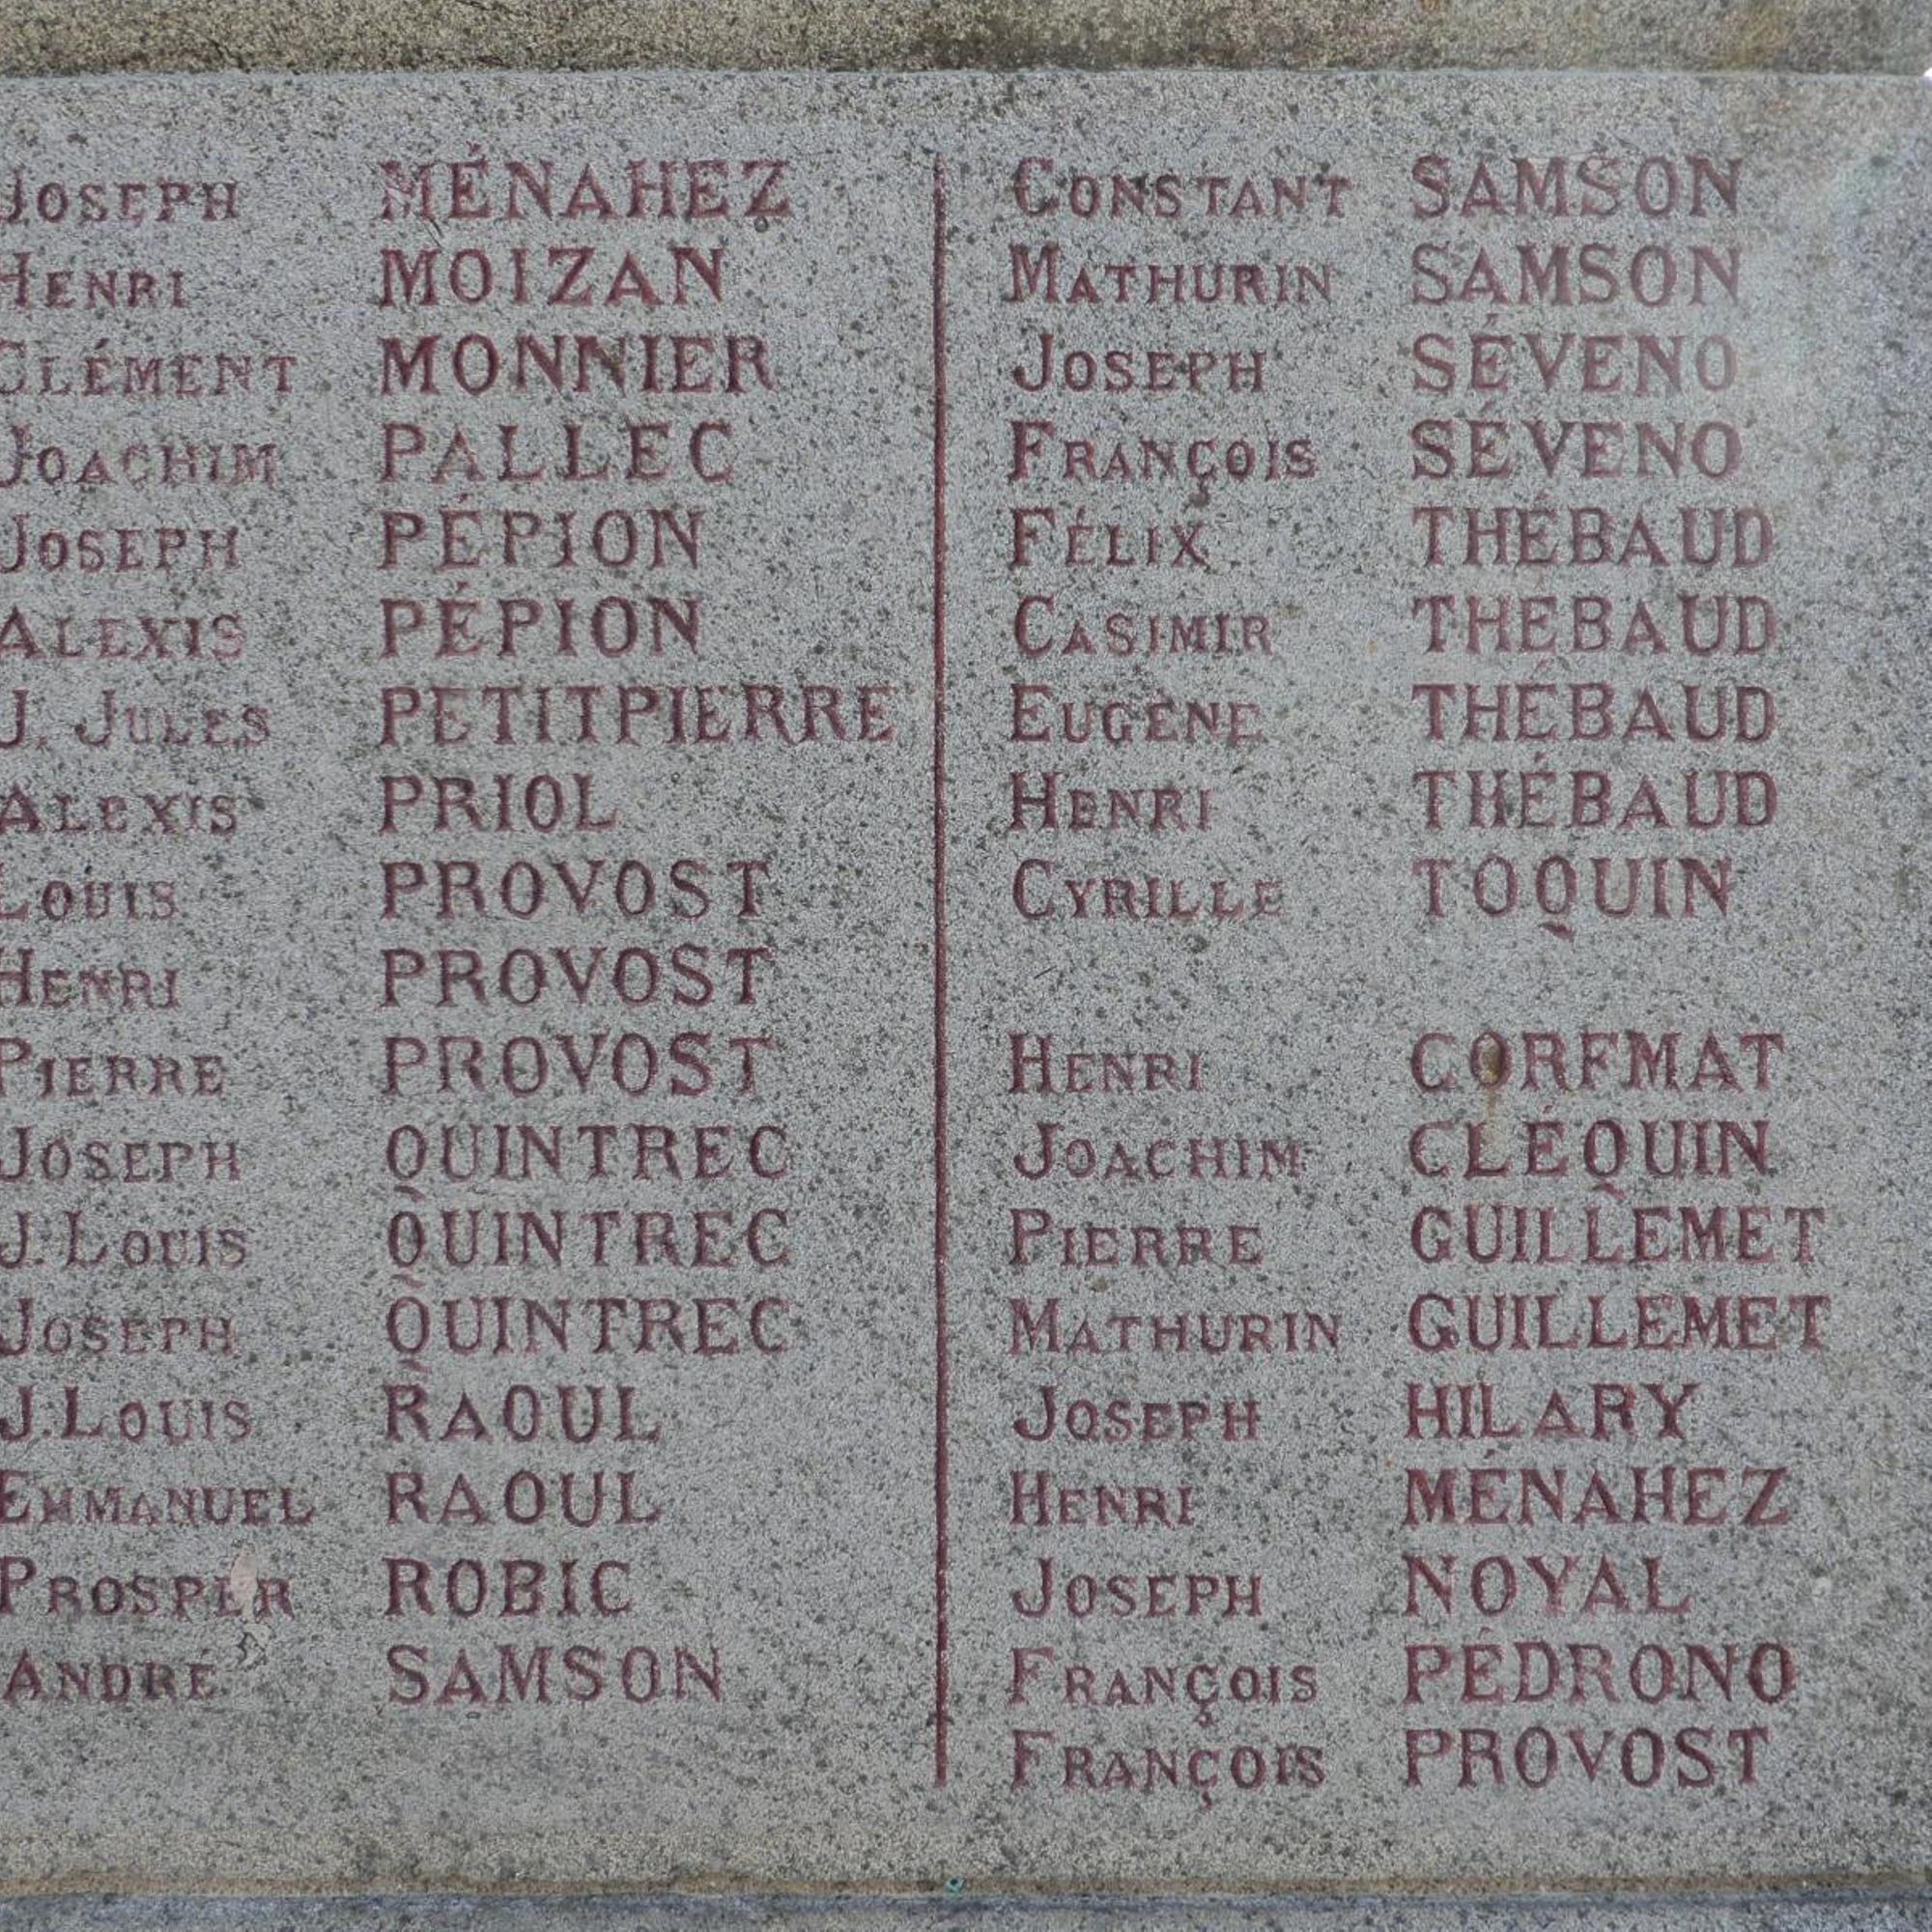 JOSEPH MÉNAHEZ
HENRI MOIZAN
CLÉMENT MONNIER
JOACHIM PALLEC
JOSEPH PÉPION
ALEXIS PÉPION
J. JULES PETITPIERRE
ALEXIS PRIOL
LOUIS PROVOST
HENRI PROVOST
PIERRE PROVOST
JOSEPH QUINTREC
J. LOUIS QUINTREC
JOSEPH QUINTREC
J. LOUIS RAOUL
EMMANUEL RAOUL
PROSPER ROBIC
ANDRÉ SAMSON
CONSTANT SAMSON
MATHURIN SAMSON
JOSEPH SÉVENO
FRANÇOIS SÉVENO
FÉLIX THÉBAUD
CASIMIR THÉBAUD
EUGÈNE THÉBAUD
HENRI THÉBAUD
CYRILLE TOQUIN
HENRI CORFMAT
JOACHIM CLÉQUIN
PIERRE GUILLEMET
MATHURIN GUILLEMET
JOSEPH HILARY
HENRI MÉNAHEZ
JOSEPH NOYAL
FRANÇOIS PÉDRONO
FRANÇOIS PROVOST